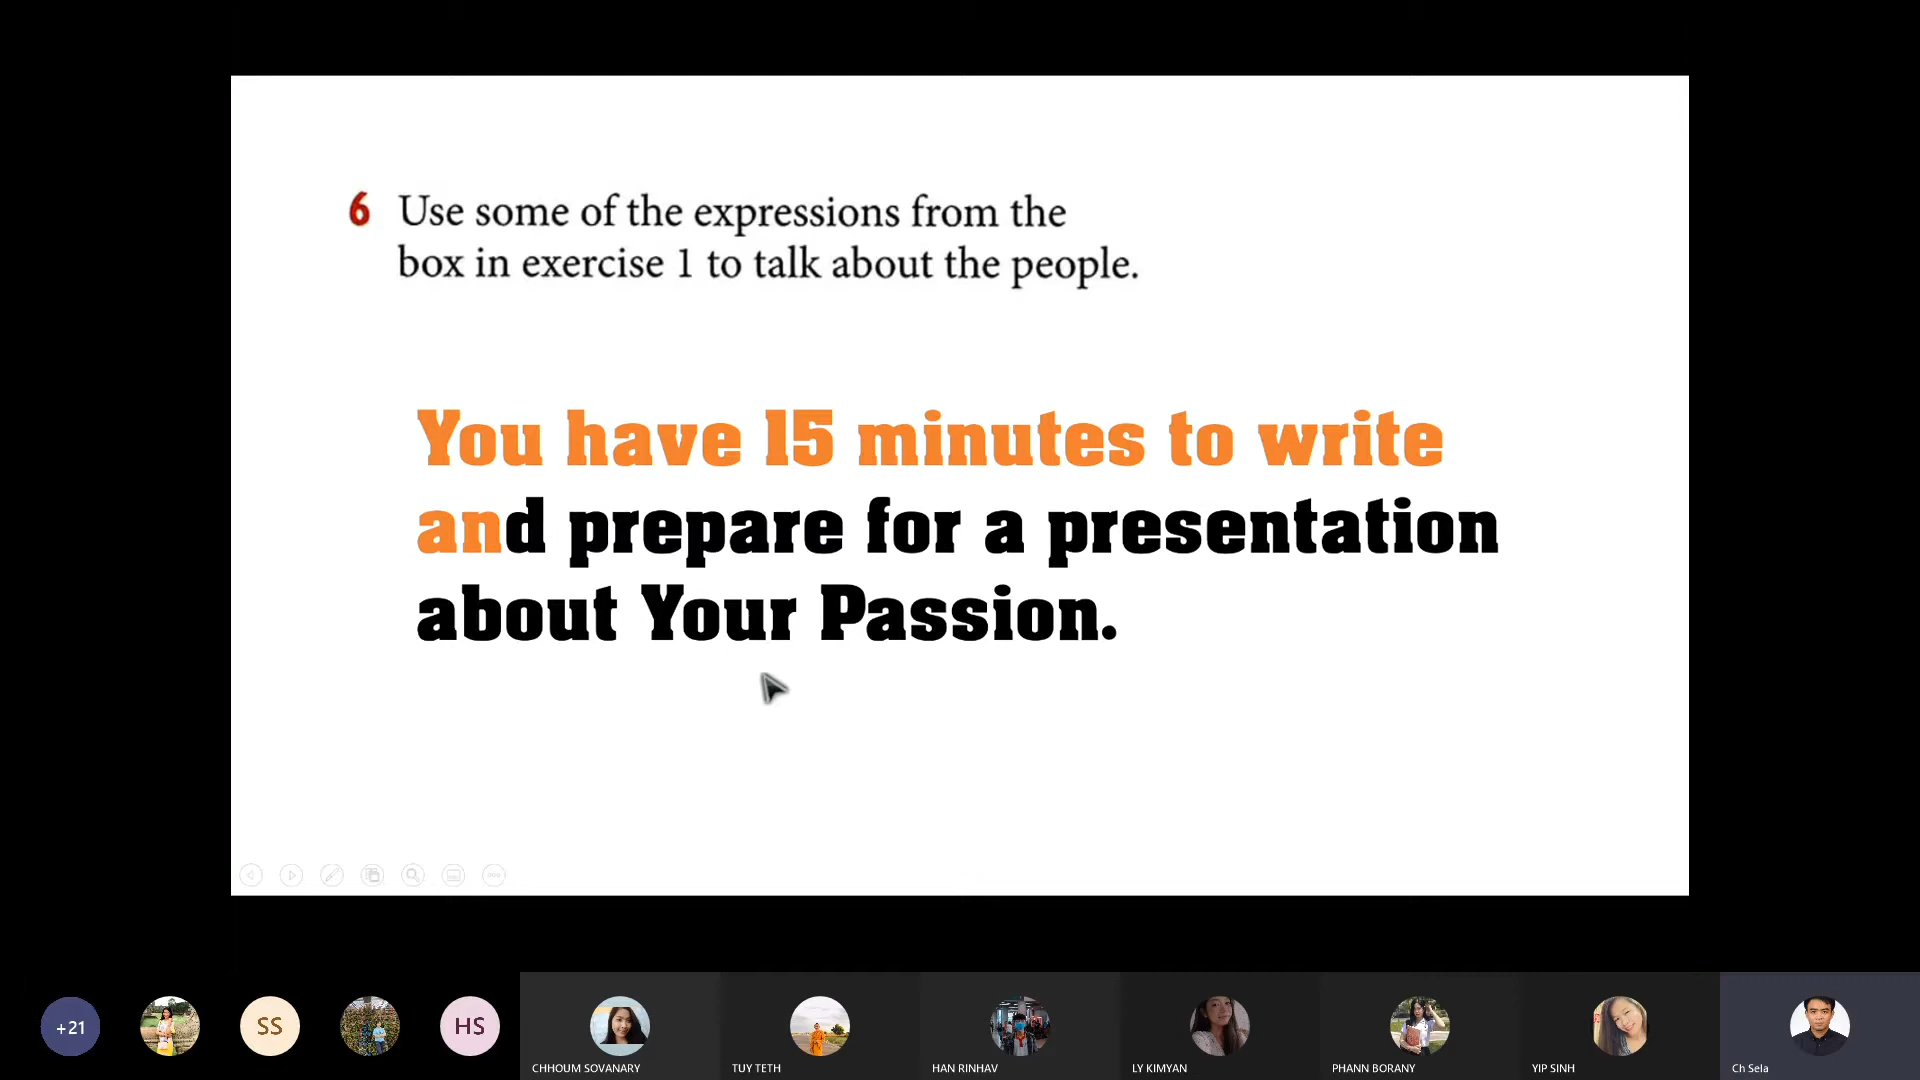 6 Use some of the expressions from the
box in exercise 1 to talk about the people.
You have 15 minutes to write
and prepare for a presentation
about Your Passion.
+21
SS
HS
CHHOUM SOVANARY
TUY TETH
HAN RINHAV
LY KIMYAN
PHANN BORANY
YIP SINH
Ch Sela